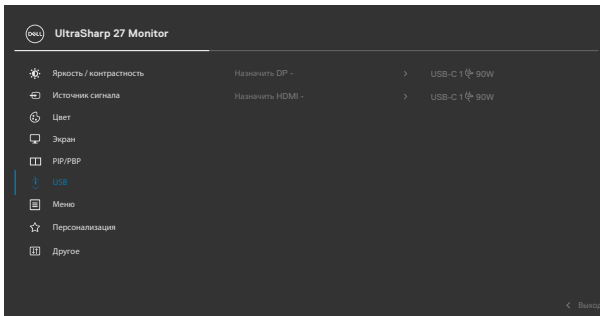 DELL UltraSharp 27 Monitor
Яркость / контрастность Назначить DP - > USB-C 1 90W
Источник сигнала Назначить HDMI - > USB-C 1 90W
Цвет
Экран
PIP/PBP
USB
Меню
Персонализация
Другое
< Выход